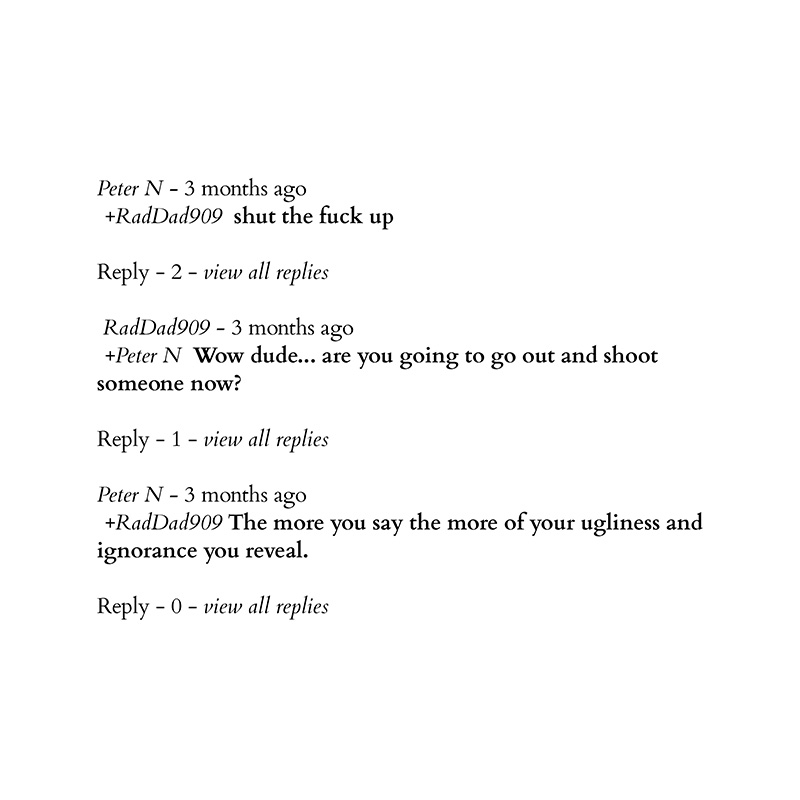 Peter N - 3 months ago
+RadDad909 shut the fuck up
Reply - 2 - view all replies
RadDad909 - 3 months ago
+Peter N Wow dude... are you going to go out and shoot
someone now?
Reply - 1 - view all replies
Peter N - 3 months ago
+RadDad909 The more you say the more of your ugliness and
ignorance you reveal.
Reply - 0 - view all replies